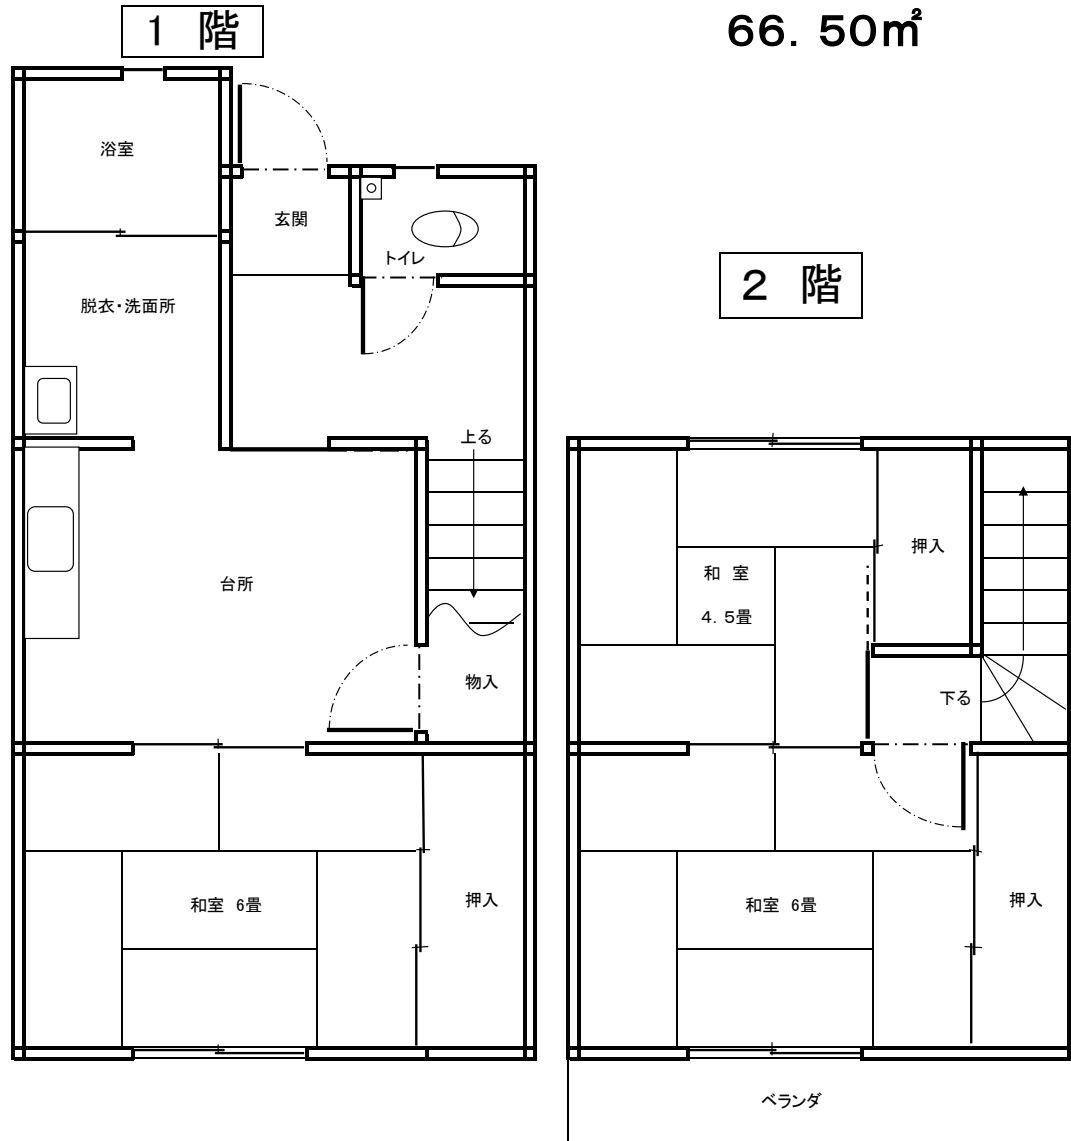 1 階
66. 50㎡
浴室
玄関
トイレ
脱衣・洗面所
上る
台所
物入
和室 6畳
押入
2 階
和 室
4. 5畳
押入
下る
和室 6畳
押入
ベランダ